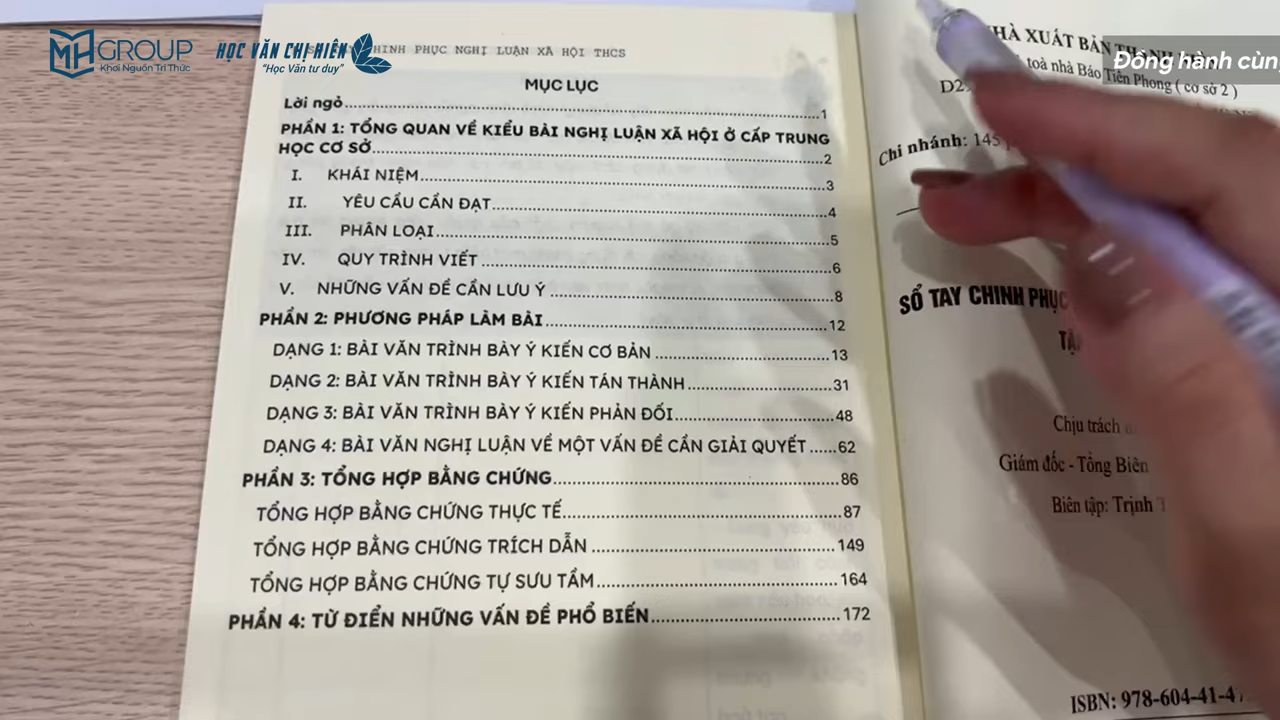 MH GROUP
Khơi Nguồn Tri Thức
HỌC VĂN CHỊ HIÊN
"Học Văn tư duy"
CHINH PHỤC NGHỊ LUẬN XÃ HỘI THCS
MỤC LỤC
Lời ngỏ 1
PHẦN 1: TỔNG QUAN VỀ KIỂU BÀI NGHỊ LUẬN XÃ HỘI Ở CẤP TRUNG
HỌC CƠ SỞ 2
I. KHÁI NIỆM 3
II. YÊU CẦU CẦN ĐẠT 4
III. PHÂN LOẠI 5
IV. QUY TRÌNH VIẾT 6
V. NHỮNG VẤN ĐỀ CẦN LƯU Ý 8
PHẦN 2: PHƯƠNG PHÁP LÀM BÀI 12
DẠNG 1: BÀI VĂN TRÌNH BÀY Ý KIẾN CƠ BẢN 13
DẠNG 2: BÀI VĂN TRÌNH BÀY Ý KIẾN TÁN THÀNH 31
DẠNG 3: BÀI VĂN TRÌNH BÀY Ý KIẾN PHẢN ĐỐI 48
DẠNG 4: BÀI VĂN NGHỊ LUẬN VỀ MỘT VẤN ĐỀ CẦN GIẢI QUYẾT 62
PHẦN 3: TỔNG HỢP BẰNG CHỨNG 86
TỔNG HỢP BẰNG CHỨNG THỰC TẾ 87
TỔNG HỢP BẰNG CHỨNG TRÍCH DẪN 149
TỔNG HỢP BẰNG CHỨNG TỰ SƯU TẦM 164
PHẦN 4: TỪ ĐIỂN NHỮNG VẤN ĐỀ PHỔ BIẾN 172
XUẤT BẢN
Đồng hành cùn
toà nhà Báo Tiền Phong ( cơ sở 2 )
Chi nhánh: 145
SỔ TAY CHINH PHỤC
Chịu trách
Giám đốc - Tổng Biên
Biên tập: Trịnh
ISBN: 978-604-41-4